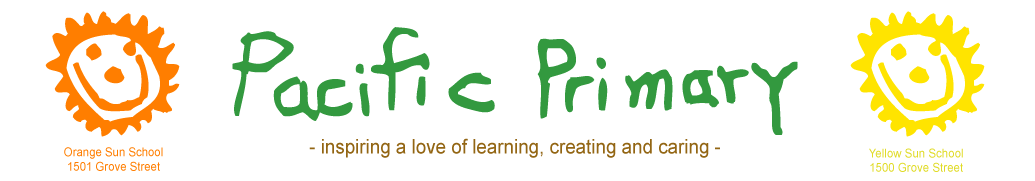 Pacific Primary
- inspiring a love of learning, creating and caring -
Orange Sun School
1501 Grove Street
Yellow Sun School
1500 Grove Street